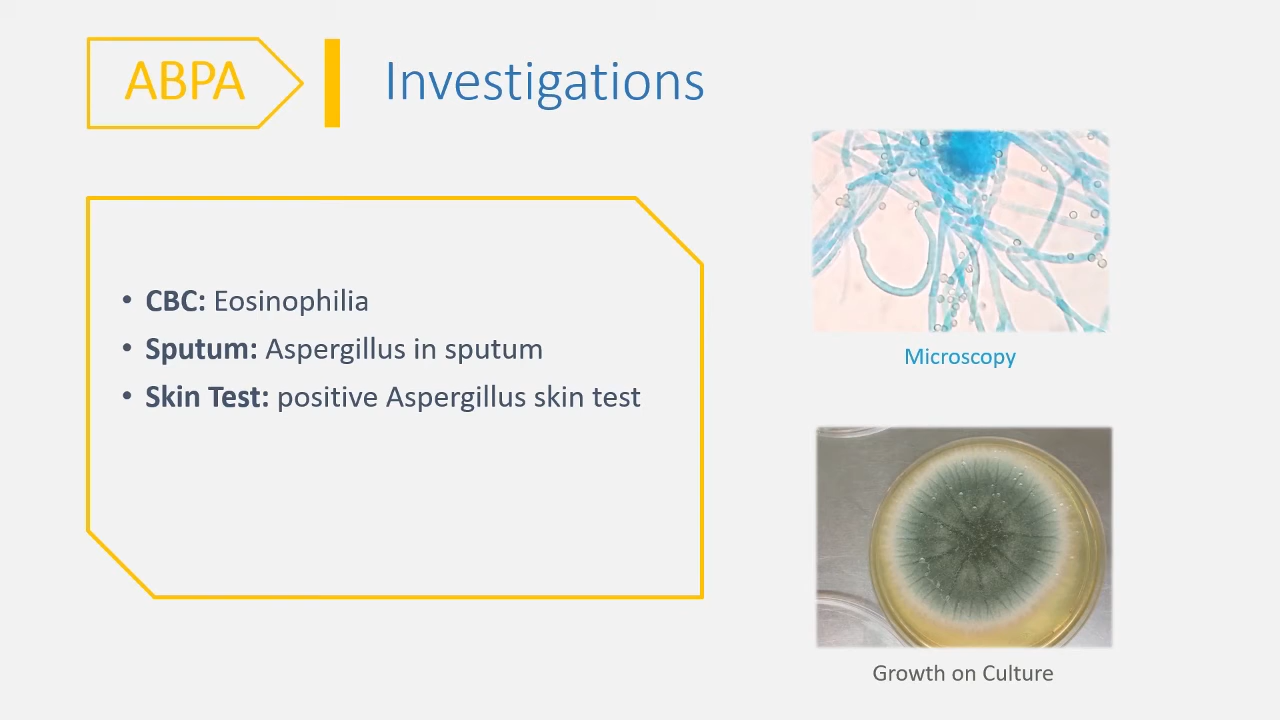 ABPA
Investigations
• CBC: Eosinophilia
• Sputum: Aspergillus in sputum
• Skin Test: positive Aspergillus skin test
Microscopy
Growth on Culture